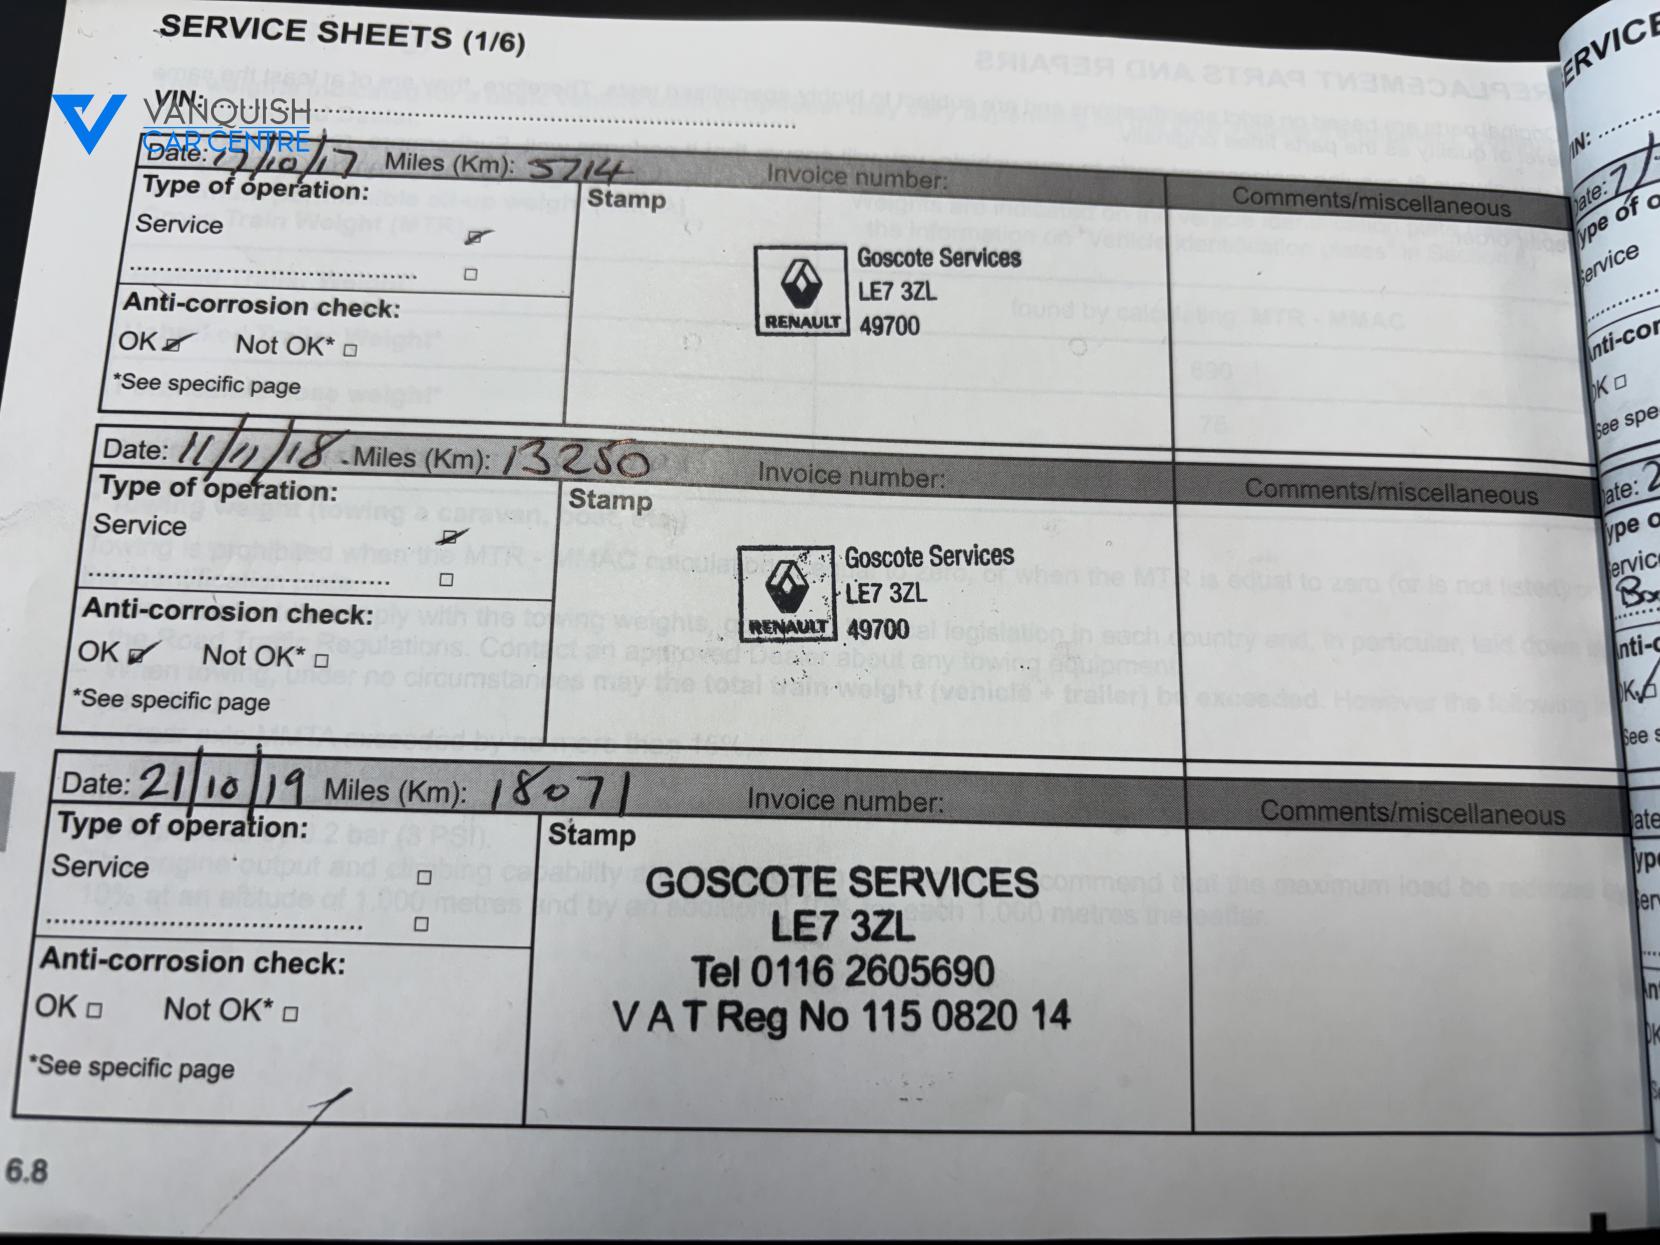 SERVICE SHEETS (1/6)
VIN:
VANQUISH
CAR CENTRE
Date: 17/10/17 Miles (Km): 5714 Invoice number: Comments/miscellaneous
Type of operation: Stamp
Service
Anti-corrosion check:
OK Not OK*
*See specific page
Goscote Services
LE7 3ZL
RENAULT 49700
Date: 11/11/18 Miles (Km): 13250 Invoice number: Comments/miscellaneous
Type of operation: Stamp
Service
Anti-corrosion check:
OK Not OK*
*See specific page
Goscote Services
LE7 3ZL
RENAULT 49700
Date: 21/10/19 Miles (Km): 18071 Invoice number: Comments/miscellaneous
Type of operation: Stamp
Service
Anti-corrosion check:
OK Not OK*
*See specific page
GOSCOTE SERVICES
LE7 3ZL
Tel 0116 2605690
V A T Reg No 115 0820 14
6.8